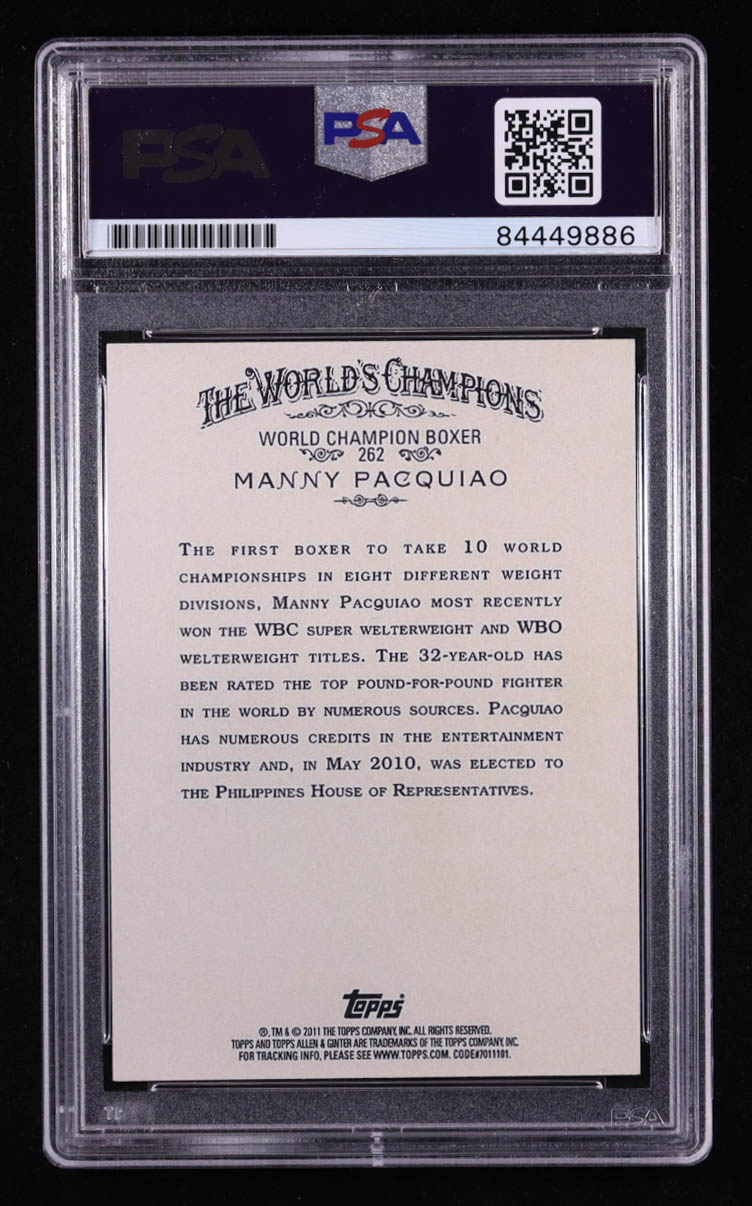 PSA
PSA
84449886
THE WORLD'S CHAMPIONS
WORLD CHAMPION BOXER
262
MANNY PACQUIAO
THE FIRST BOXER TO TAKE 10 WORLD
CHAMPIONSHIPS IN EIGHT DIFFERENT WEIGHT
DIVISIONS, MANNY PACQUIAO MOST RECENTLY
WON THE WBC SUPER WELTERWEIGHT AND WBO
WELTERWEIGHT TITLES. THE 32-YEAR-OLD HAS
BEEN RATED THE TOP POUND-FOR-POUND FIGHTER
IN THE WORLD BY NUMEROUS SOURCES. PACQUIAO
HAS NUMEROUS CREDITS IN THE ENTERTAINMENT
INDUSTRY AND, IN MAY 2010, WAS ELECTED TO
THE PHILIPPINES HOUSE OF REPRESENTATIVES.
Topps®
®, TM & © 2011 THE TOPPS COMPANY, INC. ALL RIGHTS RESERVED.
TOPPS AND TOPPS ALLEN & GINTER ARE TRADEMARKS OF THE TOPPS COMPANY, INC.
FOR TRACKING INFO, PLEASE SEE WWW.TOPPS.COM. CODE#7011101.
PSA